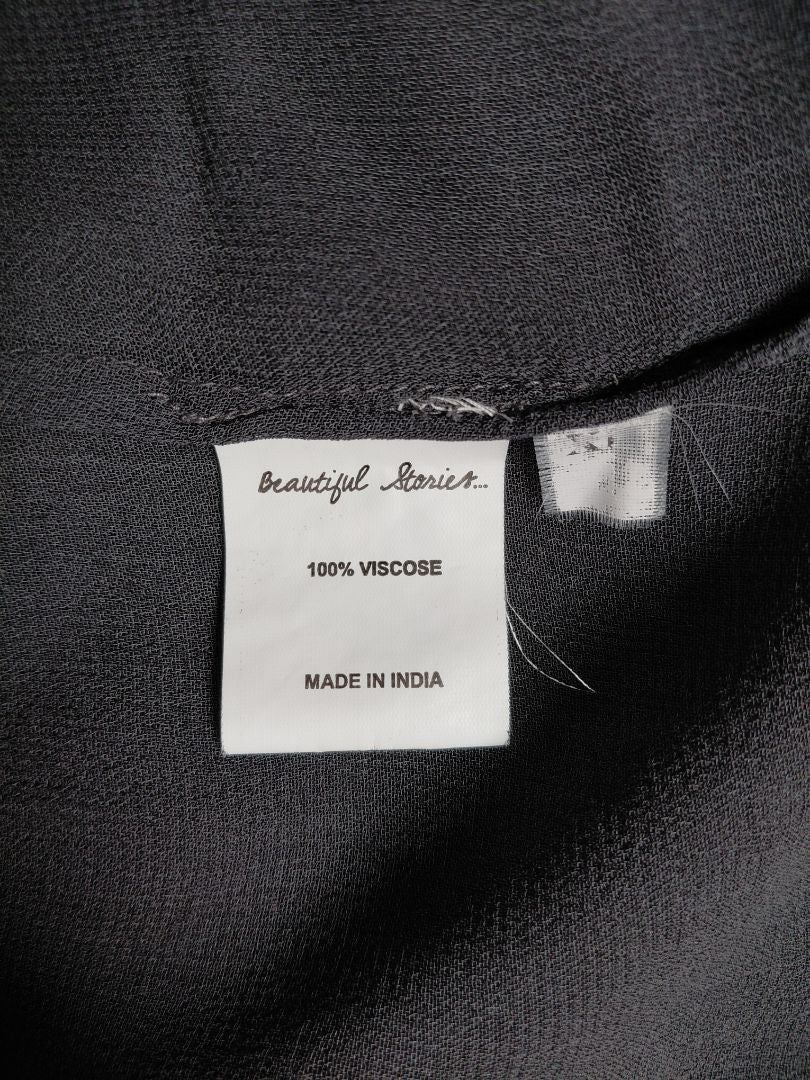 Beautiful Stories...
100% VISCOSE
MADE IN INDIA